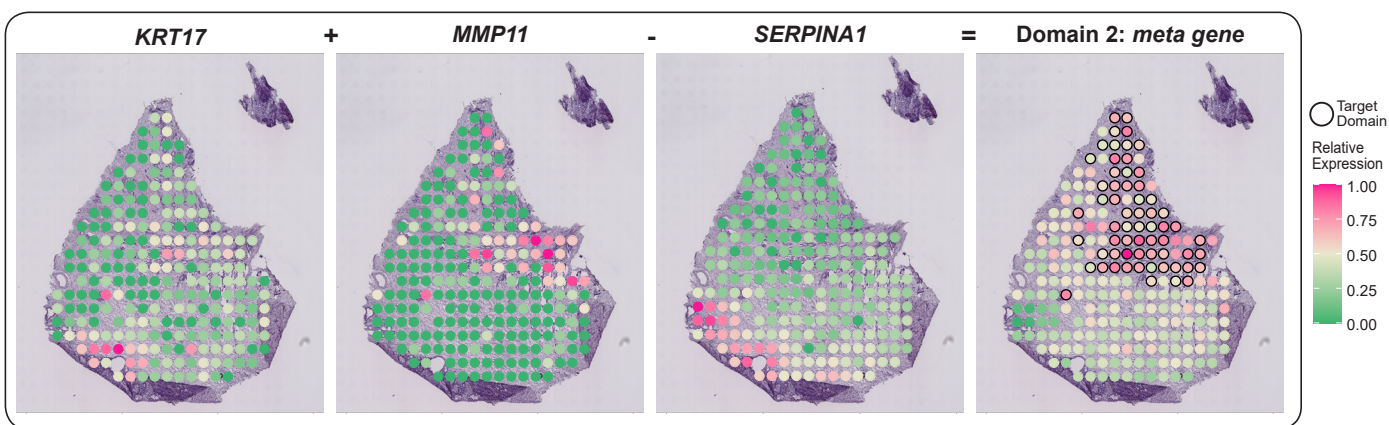 KRT17 + MMP11 - SERPINA1 = Domain 2: meta gene
Target
Domain
Relative
Expression
1.00
0.75
0.50
0.25
0.00